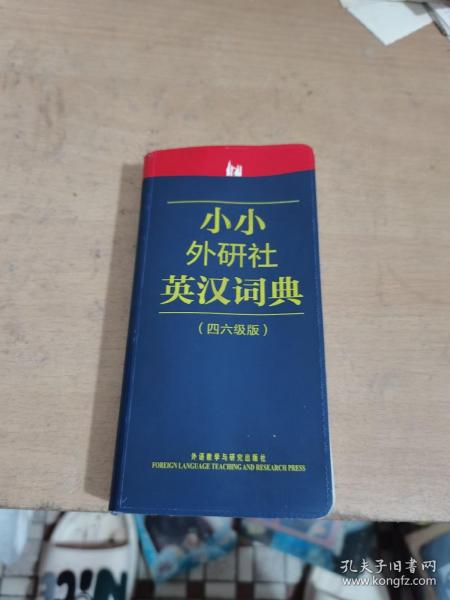 小小
外研社
英汉词典
（四六级版）
外语教学与研究出版社
FOREIGN LANGUAGE TEACHING AND RESEARCH PRESS
NICE
孔夫子旧书网
www.kongfz.com